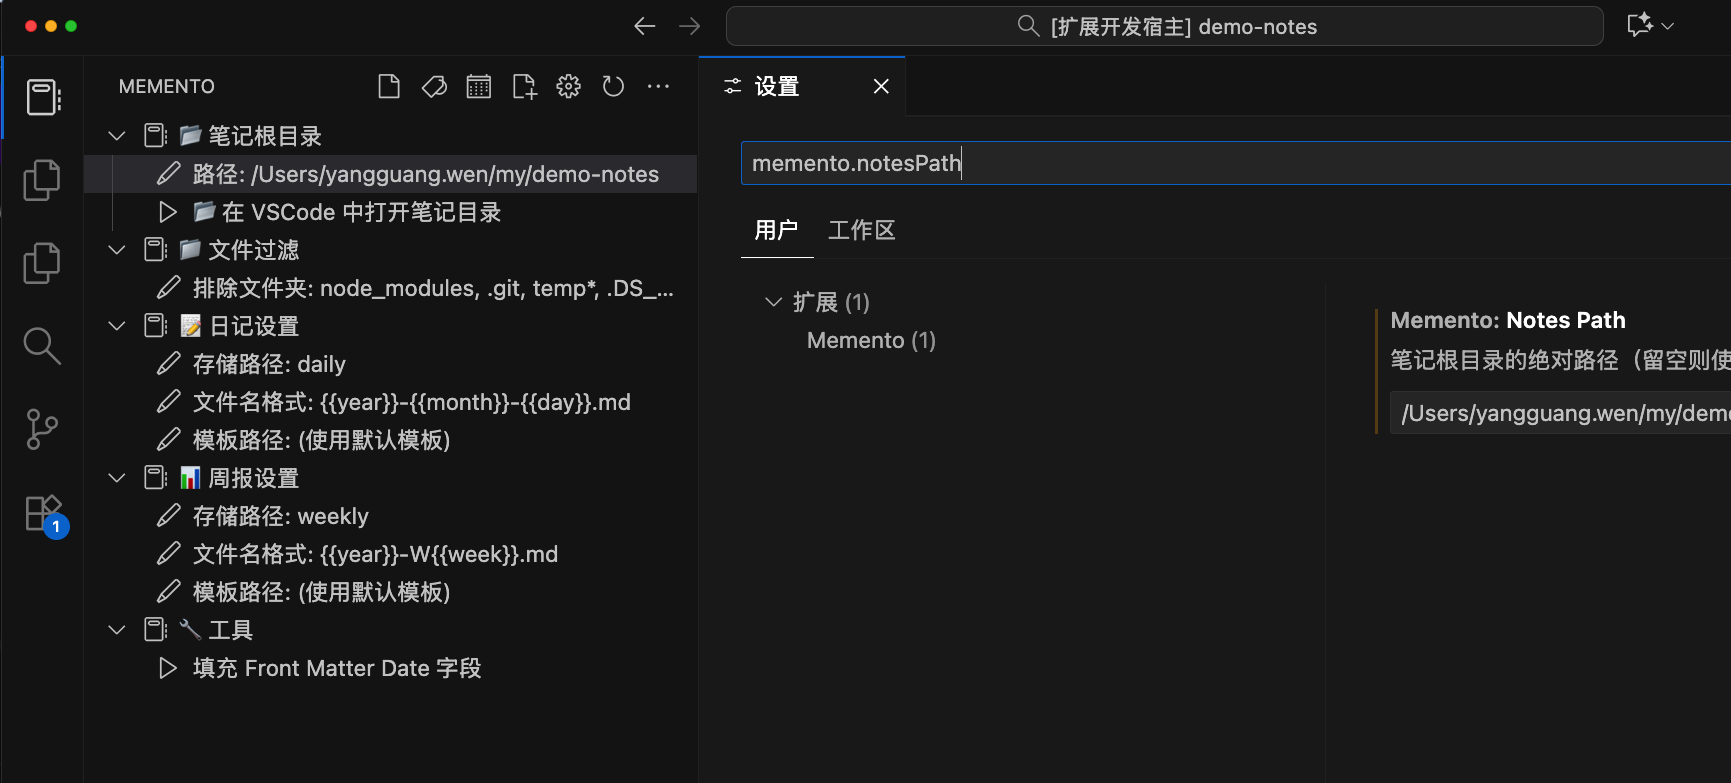 [扩展开发宿主] demo-notes
MEMENTO
笔记根目录
路径: /Users/yangguang.wen/my/demo-notes
在 VSCode 中打开笔记目录
文件过滤
排除文件夹: node_modules, .git, temp*, .DS_...
日记设置
存储路径: daily
文件名格式: {{year}}-{{month}}-{{day}}.md
模板路径: (使用默认模板)
周报设置
存储路径: weekly
文件名格式: {{year}}-W{{week}}.md
模板路径: (使用默认模板)
工具
填充 Front Matter Date 字段
1
设置
memento.notesPath
用户
工作区
扩展 (1)
Memento (1)
Memento: Notes Path
笔记根目录的绝对路径（留空则使
/Users/yangguang.wen/my/demo